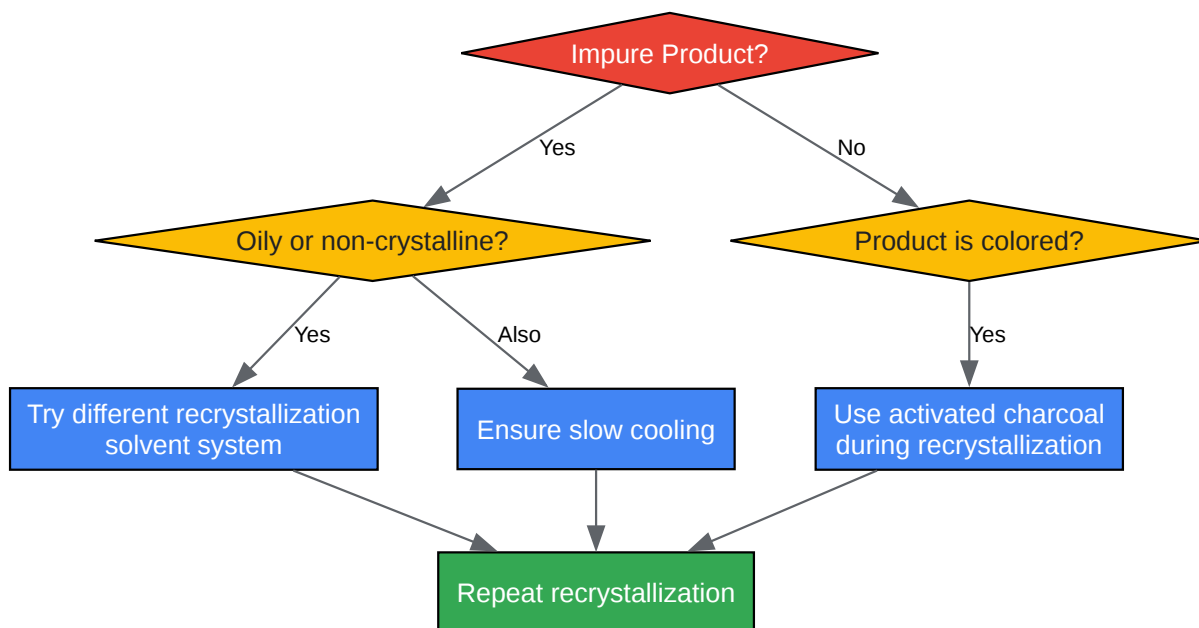 Impure Product?
Yes
No
Oily or non-crystalline?
Product is colored?
Yes
Also
Yes
Try different recrystallization
solvent system
Ensure slow cooling
Use activated charcoal
during recrystallization
Repeat recrystallization